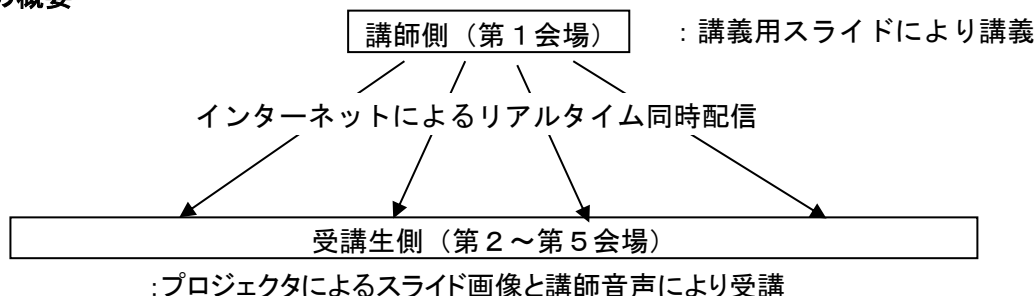 の概要
講師側（第１会場）　：講義用スライドにより講義
インターネットによるリアルタイム同時配信
受講生側（第２～第５会場）
：プロジェクタによるスライド画像と講師音声により受講